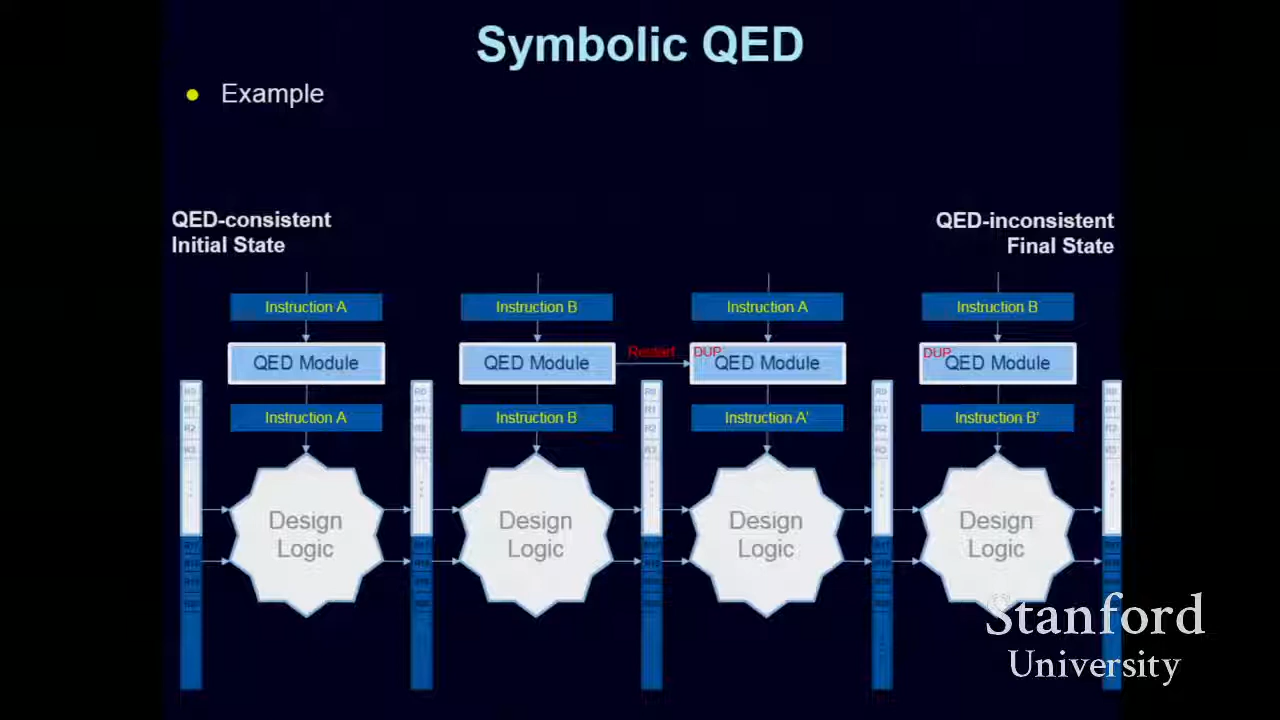 Symbolic QED
Example
QED-consistent
Initial State
QED-inconsistent
Final State
Instruction A
Instruction B
Instruction A
Instruction B
QED Module
QED Module
Restart
DUP
QED Module
DUP
QED Module
Instruction A
Instruction B
Instruction A'
Instruction B'
Design
Logic
Design
Logic
Design
Logic
Design
Logic
Stanford
University